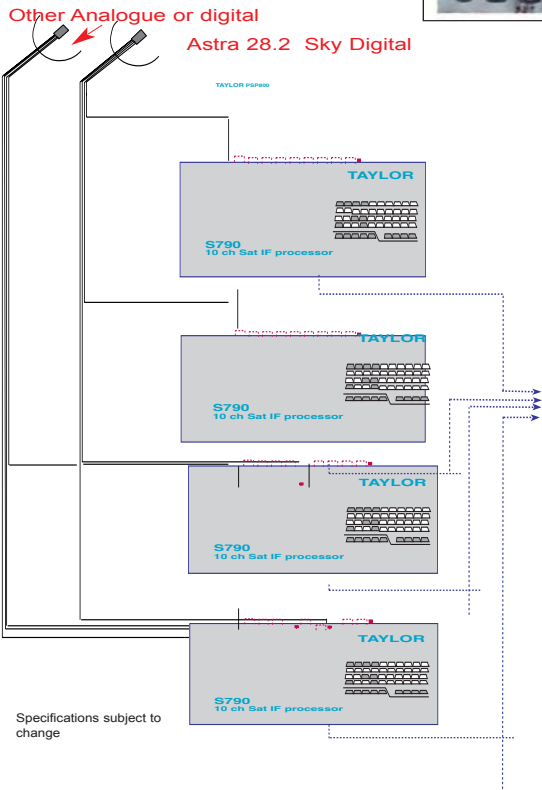 Other Analogue or digital
Astra 28.2 Sky Digital
TAYLOR PSP800
TAYLOR
S790
10 ch Sat IF processor
TAYLOR
S790
10 ch Sat IF processor
TAYLOR
S790
10 ch Sat IF processor
TAYLOR
S790
10 ch Sat IF processor
Specifications subject to
change